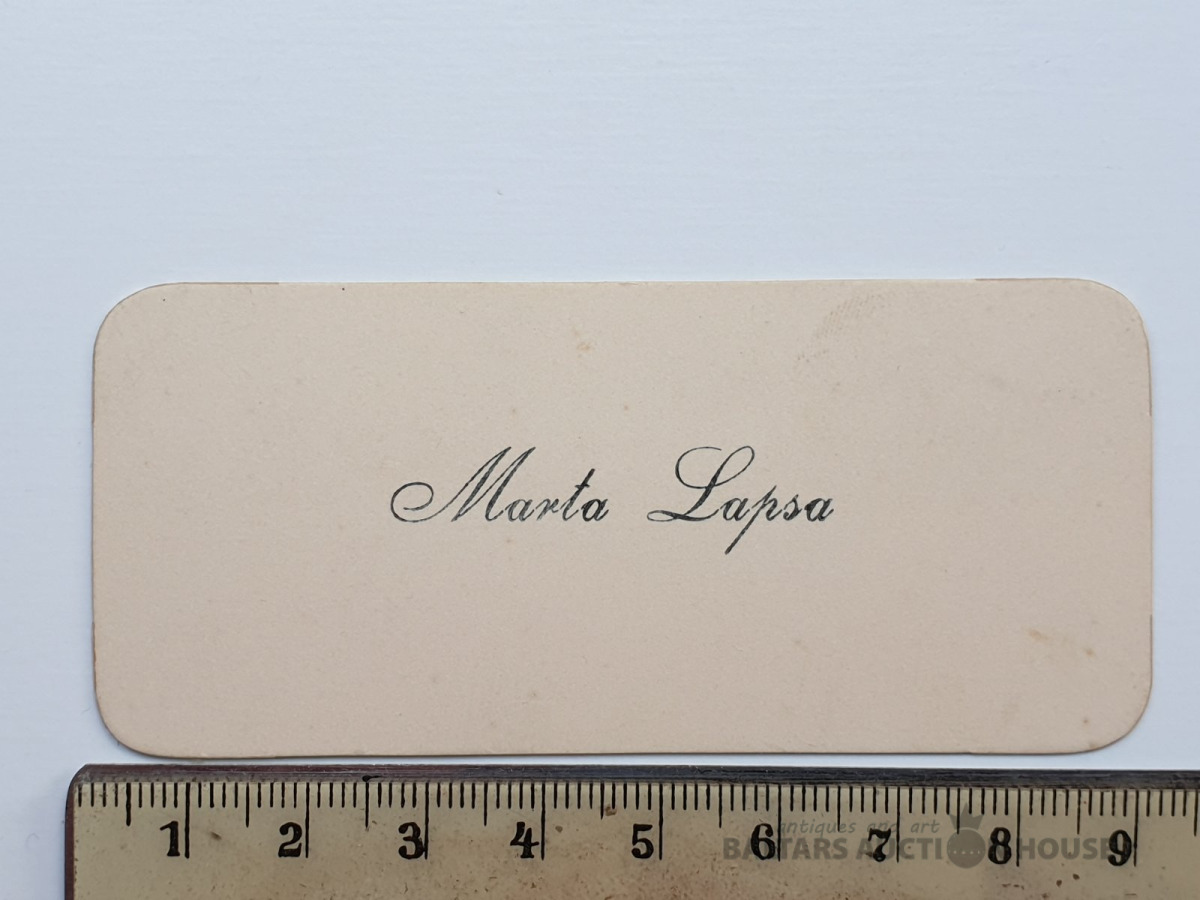 Marta Lapsa
1 2 3 4 5 6 7 8 9
antiques and art
BALTARS AUCTION HOUSE